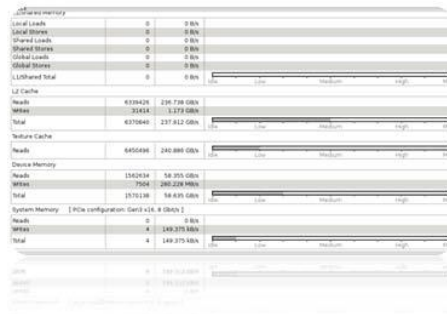 L1/Shared Memory
Local Loads 0 0 B/s
Local Stores 0 0 B/s
Shared Loads 0 0 B/s
Shared Stores 0 0 B/s
Global Loads 0 0 B/s
Global Stores 0 0 B/s
L1/Shared Total 0 0 B/s Idle Low Medium High
L2 Cache
Reads 6339426 236.738 GB/s
Writes 31414 1.173 GB/s
Total 6370840 237.912 GB/s Idle Low Medium High
Texture Cache
Reads 6450496 240.886 GB/s Idle Low Medium High
Device Memory
Reads 1562634 58.355 GB/s
Writes 7504 280.228 MB/s
Total 1570138 58.635 GB/s Idle Low Medium High
System Memory [ PCIe configuration: Gen3 x16, 8 Gbit/s ]
Reads 0 0 B/s
Writes 4 149.375 kB/s
Total 4 149.375 kB/s Idle Low Medium High